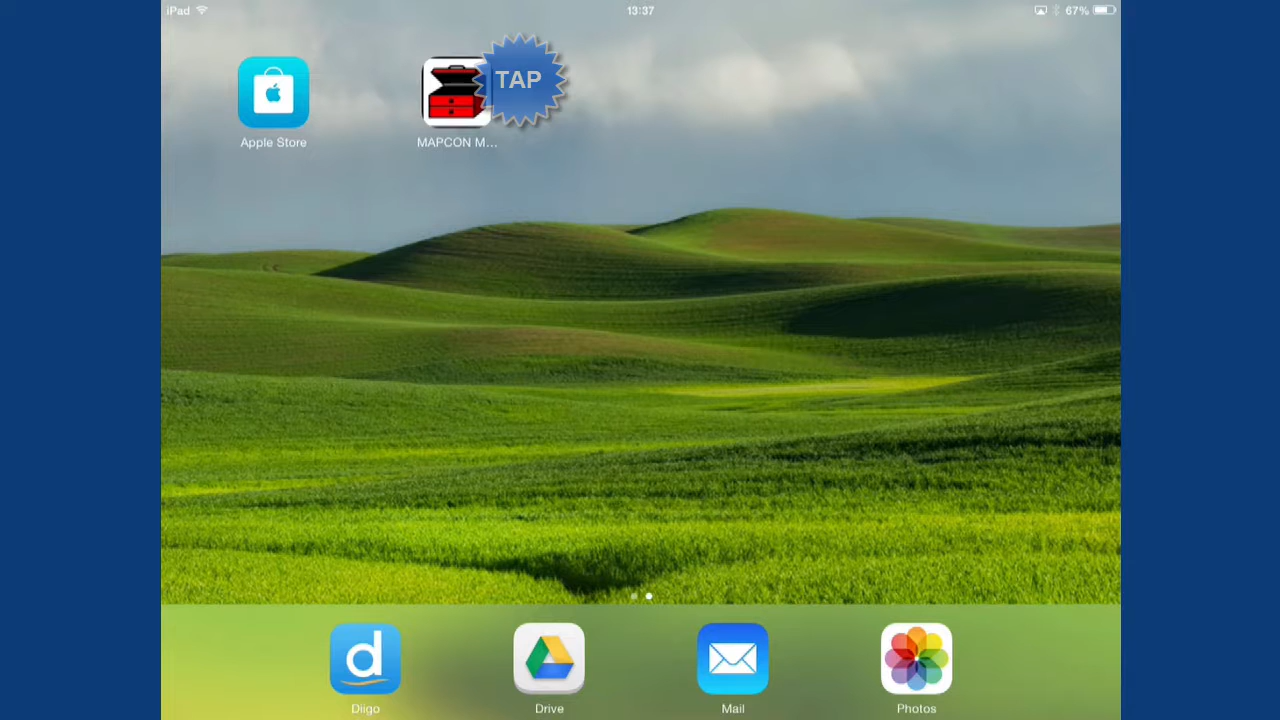 iPad 13:37 67%
TAP
Apple Store MAPCON M...
d
Diigo Drive Mail Photos